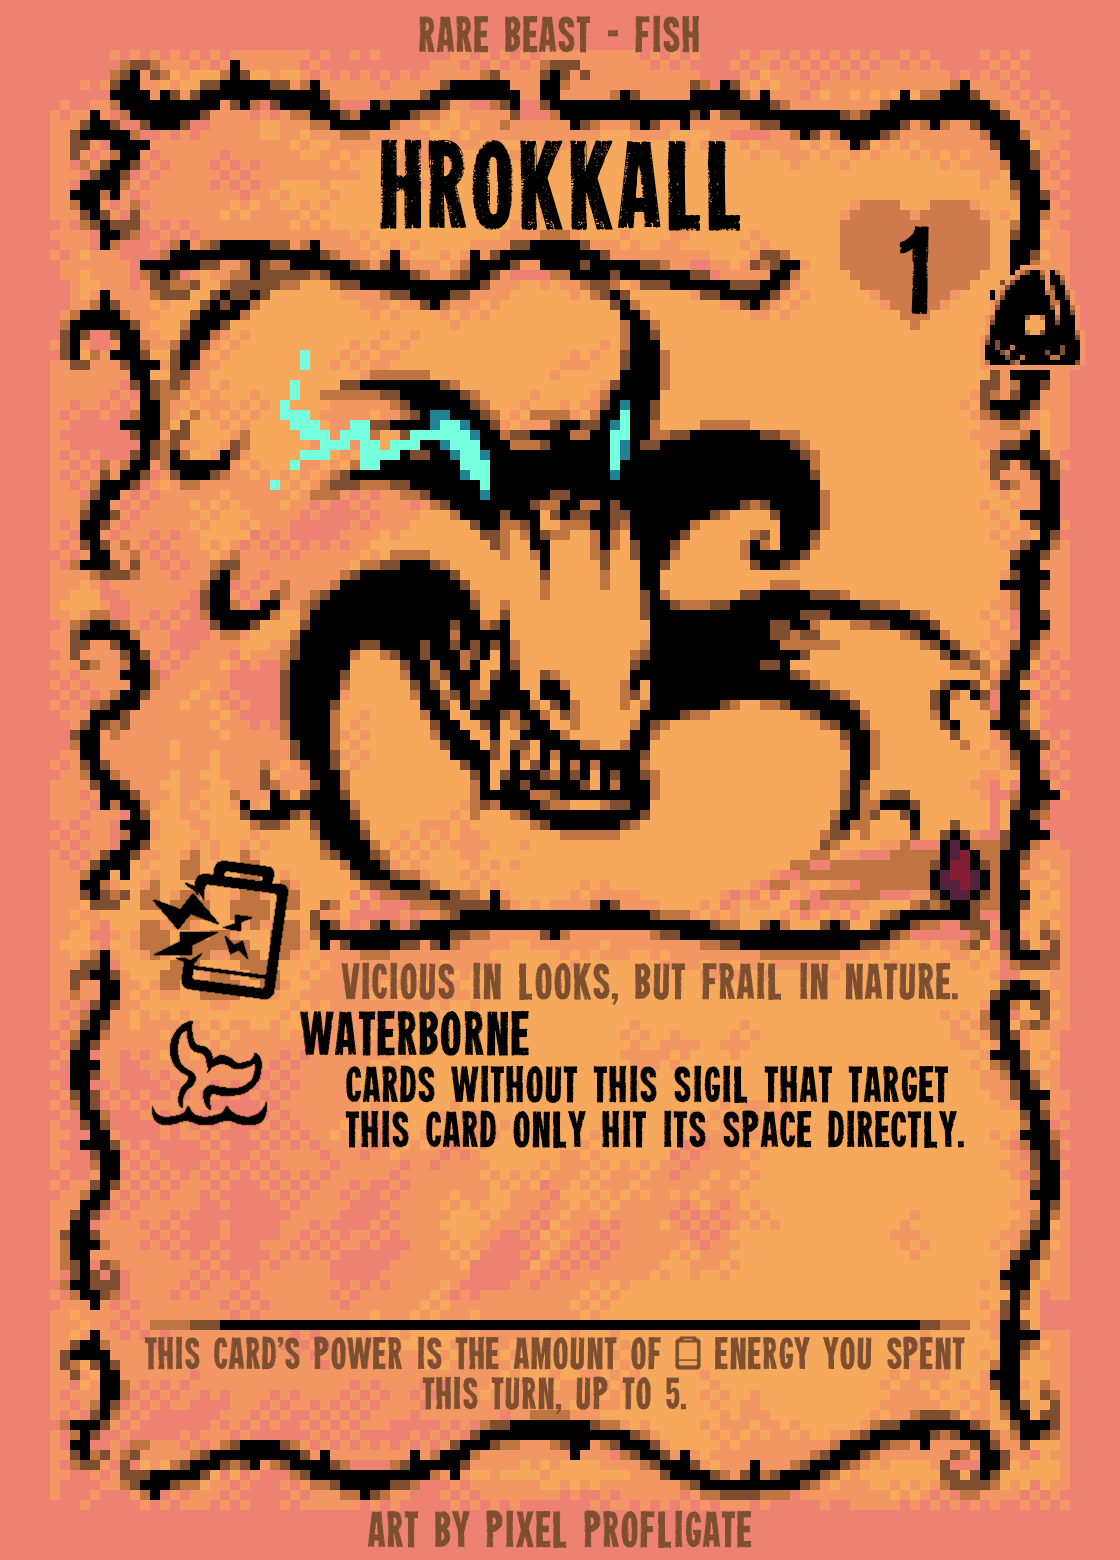 RARE BEAST - FISH
HROKKALL
1
VICIOUS IN LOOKS, BUT FRAIL IN NATURE.
WATERBORNE
CARDS WITHOUT THIS SIGIL THAT TARGET
THIS CARD ONLY HIT ITS SPACE DIRECTLY.
THIS CARD'S POWER IS THE AMOUNT OF ENERGY YOU SPENT
THIS TURN, UP TO 5.
ART BY PIXEL PROFLIGATE